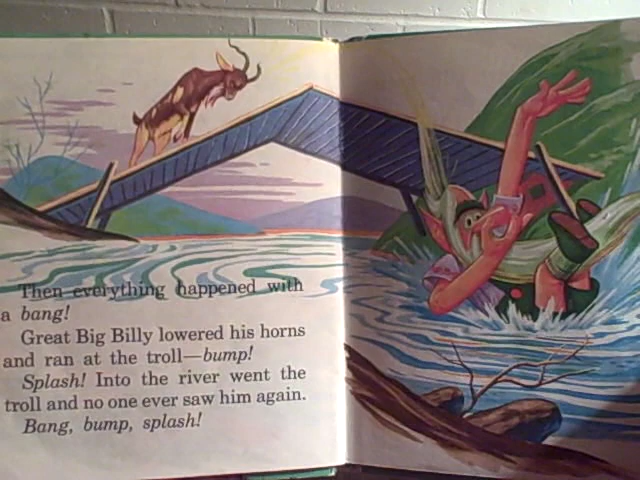 Then everything happened with
a bang!
Great Big Billy lowered his horns
and ran at the troll—bump!
Splash! Into the river went the
troll and no one ever saw him again.
Bang, bump, splash!